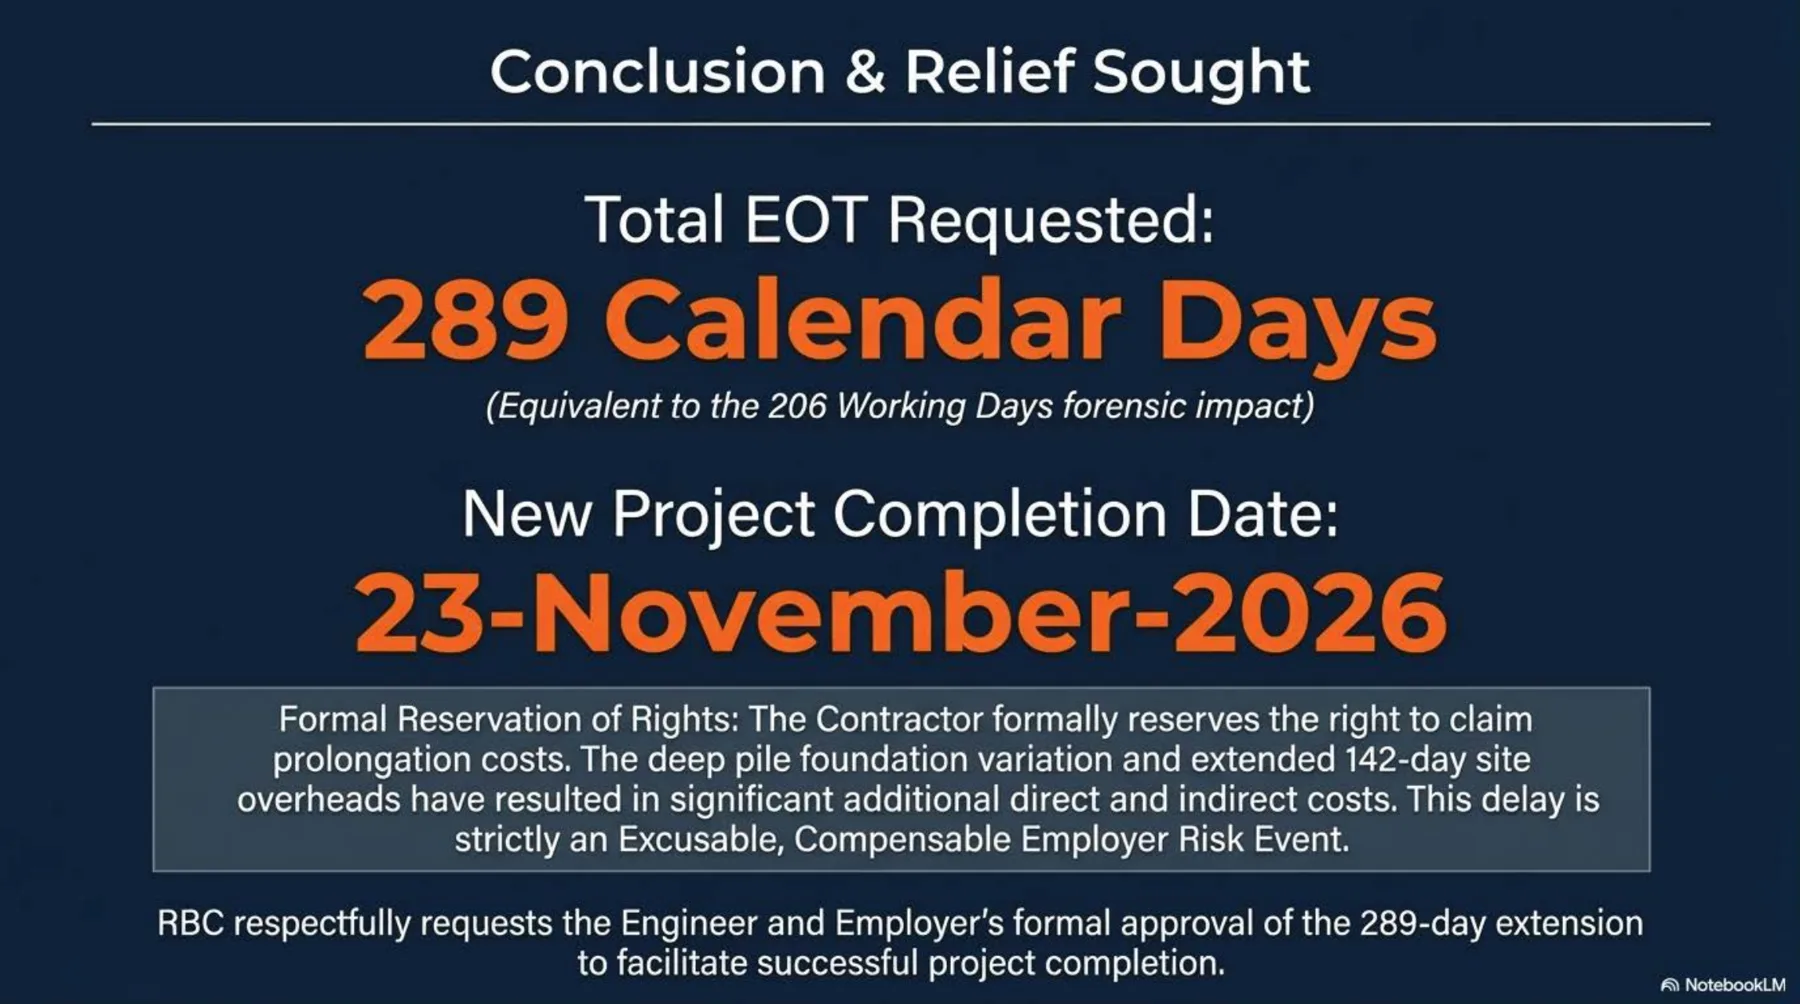 Conclusion & Relief Sought
Total EOT Requested:
289 Calendar Days
(Equivalent to the 206 Working Days forensic impact)
New Project Completion Date:
23-November-2026
Formal Reservation of Rights: The Contractor formally reserves the right to claim
prolongation costs. The deep pile foundation variation and extended 142-day site
overheads have resulted in significant additional direct and indirect costs. This delay is
strictly an Excusable, Compensable Employer Risk Event.
RBC respectfully requests the Engineer and Employer's formal approval of the 289-day extension
to facilitate successful project completion.
NotebookLM